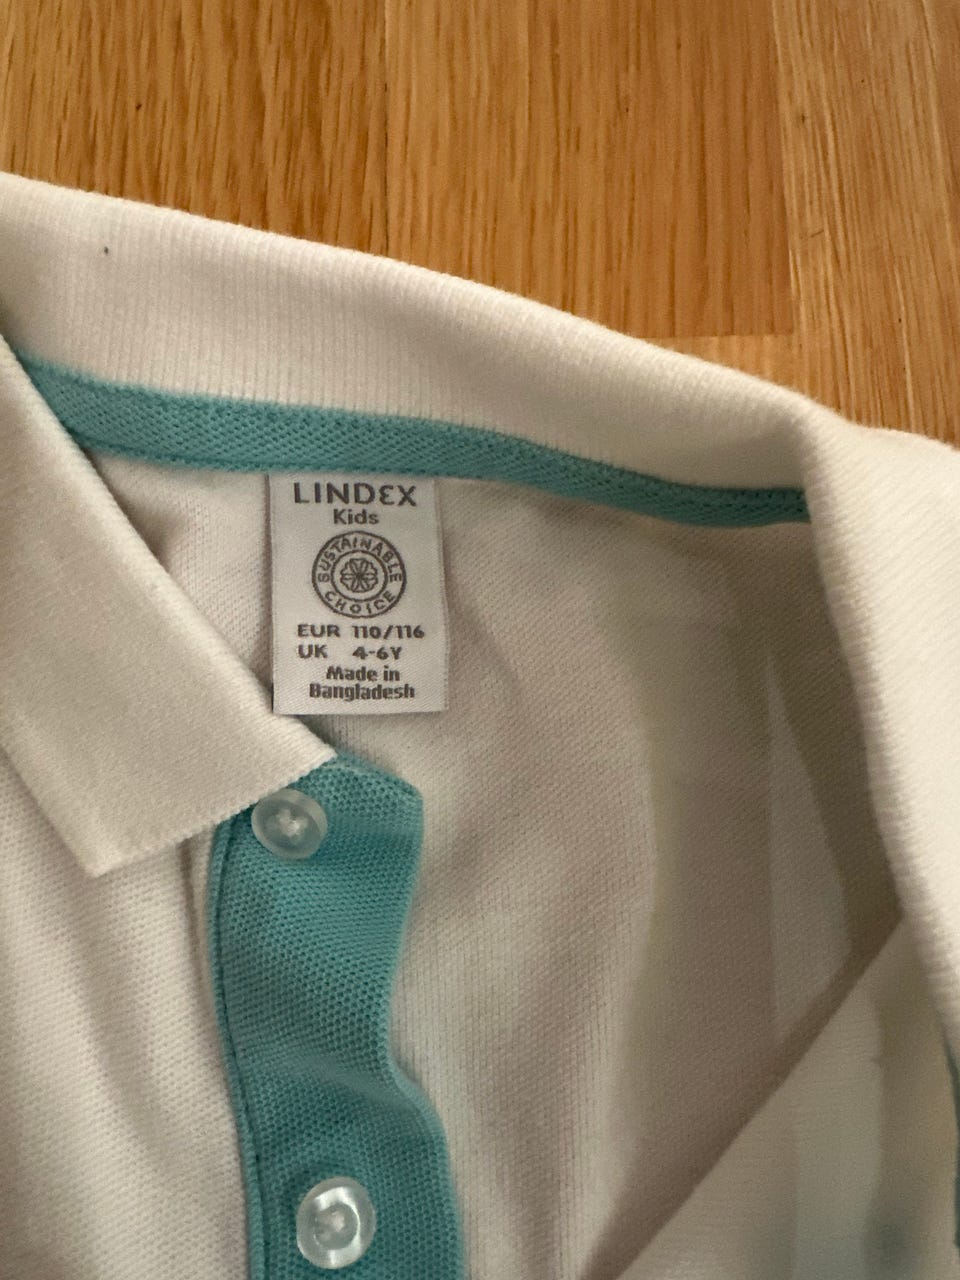 LINDEX
Kids
SUSTAINABLE
CHOICE
EUR 110/116
UK 4-6Y
Made in
Bangladesh